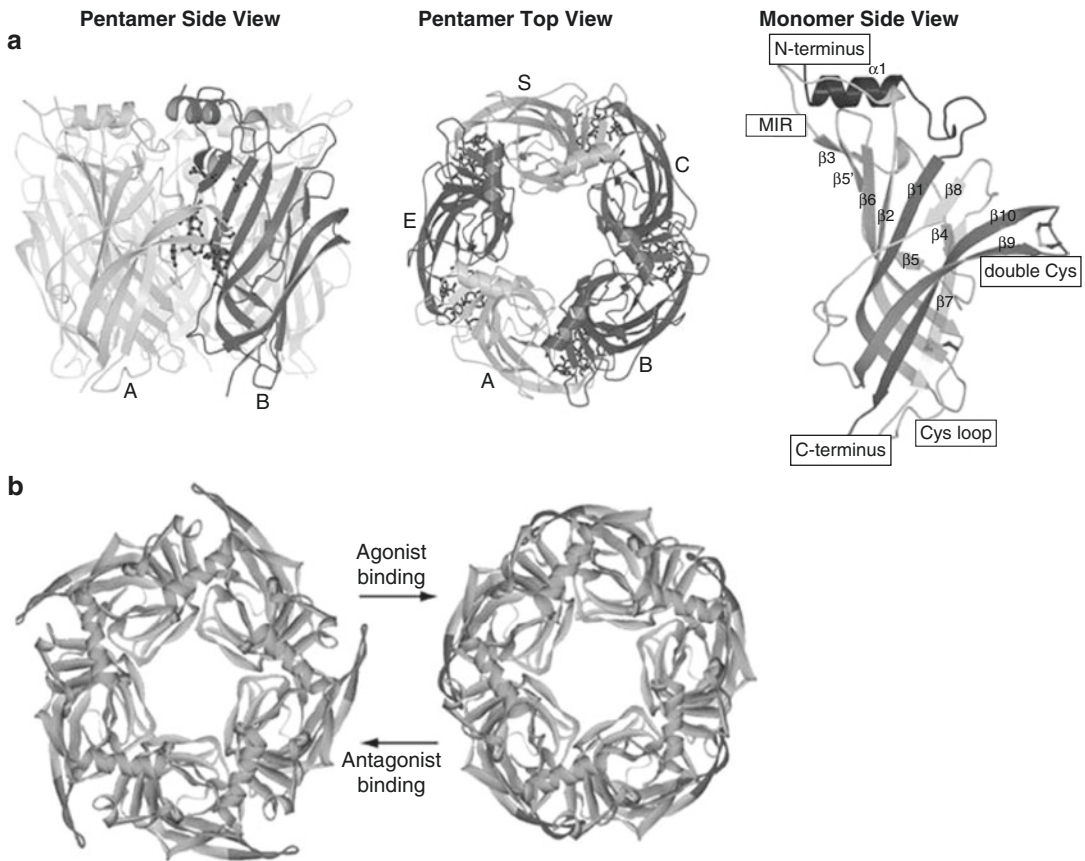 Pentamer Side View
Pentamer Top View
Monomer Side View
a
N-terminus
α1
MIR
S
C
E
A
B
A
B
β3
β5'
β6
β2
β1
β8
β4
β5
β10
β9
double Cys
β7
Cys loop
C-terminus
b
Agonist
binding
Antagonist
binding